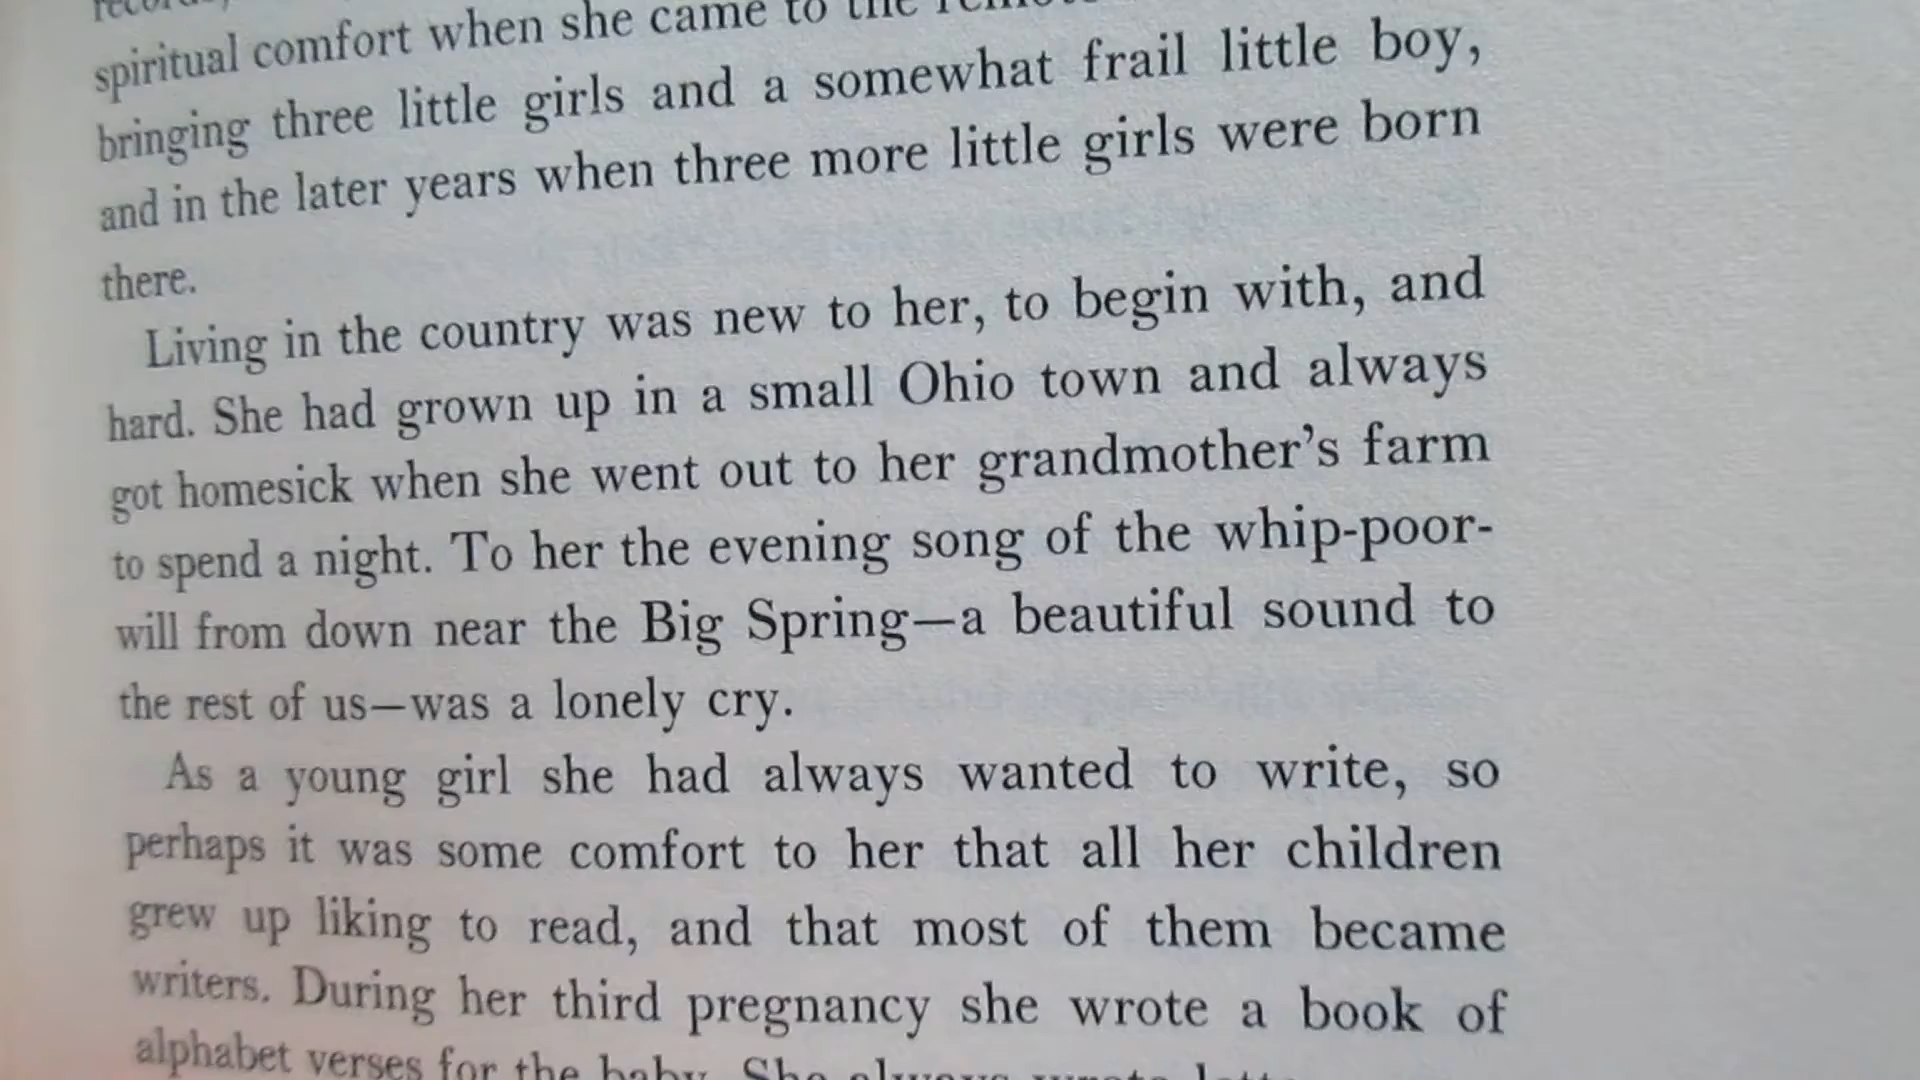 spiritual comfort when she came to the
bringing three little girls and a somewhat frail little boy,
and in the later years when three more little girls were born
there.
Living in the country was new to her, to begin with, and
hard. She had grown up in a small Ohio town and always
got homesick when she went out to her grandmother's farm
to spend a night. To her the evening song of the whip-poor-
will from down near the Big Spring—a beautiful sound to
the rest of us—was a lonely cry.
As a young girl she had always wanted to write, so
perhaps it was some comfort to her that all her children
grew up liking to read, and that most of them became
writers. During her third pregnancy she wrote a book of
alphabet verses for the baby. She always wrote